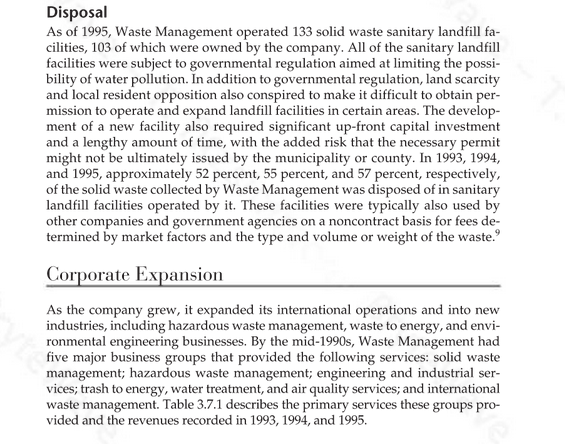 Disposal
As of 1995, Waste Management operated 133 solid waste sanitary landfill fa-
cilities, 103 of which were owned by the company. All of the sanitary landfill
facilities were subject to governmental regulation aimed at limiting the possi-
bility of water pollution. In addition to governmental regulation, land scarcity
and local resident opposition also conspired to make it difficult to obtain per-
mission to operate and expand landfill facilities in certain areas. The develop-
ment of a new facility also required significant up-front capital investment
and a lengthy amount of time, with the added risk that the necessary permit
might not be ultimately issued by the municipality or county. In 1993, 1994,
and 1995, approximately 52 percent, 55 percent, and 57 percent, respectively,
of the solid waste collected by Waste Management was disposed of in sanitary
landfill facilities operated by it. These facilities were typically also used by
other companies and government agencies on a noncontract basis for fees de-
termined by market factors and the type and volume or weight of the waste.9
Corporate Expansion
As the company grew, it expanded its international operations and into new
industries, including hazardous waste management, waste to energy, and envi-
ronmental engineering businesses. By the mid-1990s, Waste Management had
five major business groups that provided the following services: solid waste
management; hazardous waste management; engineering and industrial ser-
vices; trash to energy, water treatment, and air quality services; and international
waste management. Table 3.7.1 describes the primary services these groups pro-
vided and the revenues recorded in 1993, 1994, and 1995.